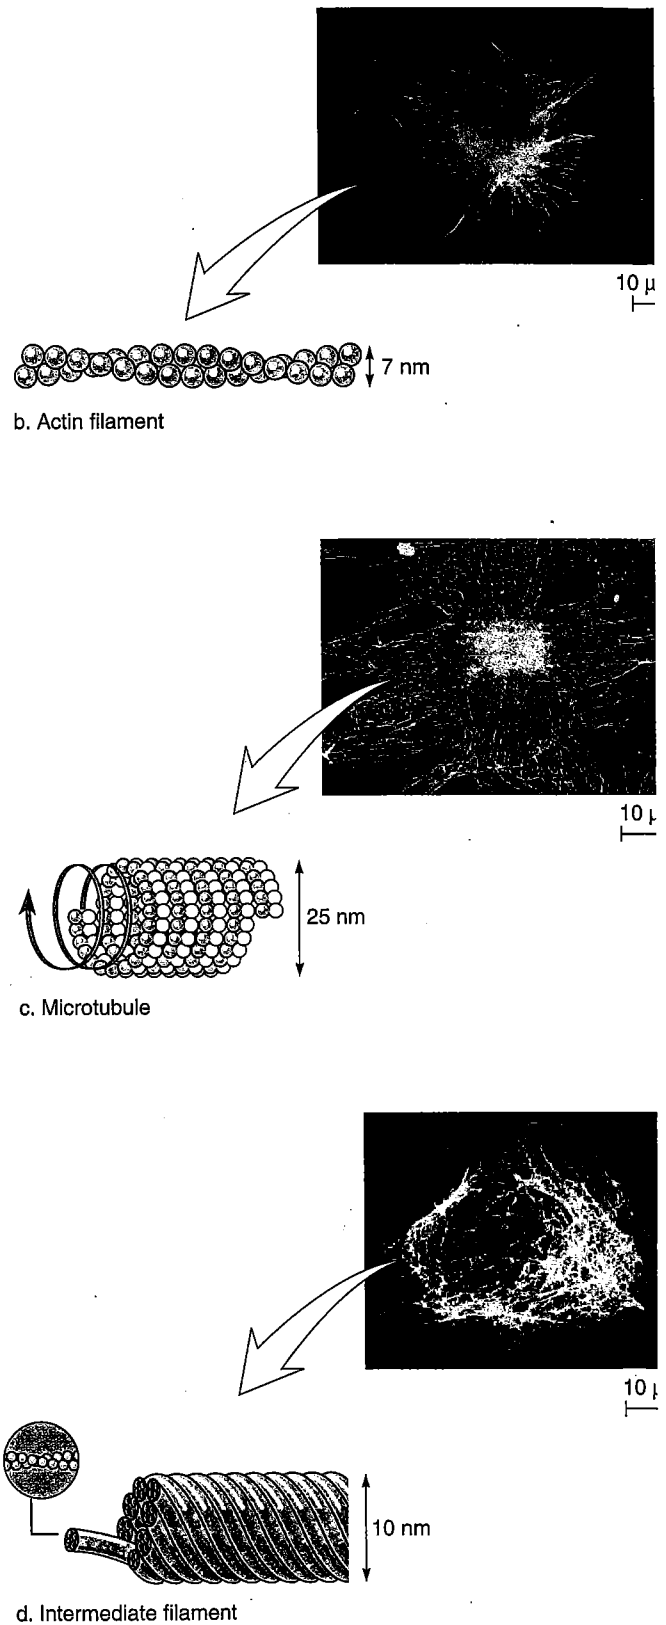 10 μ
7 nm
b. Actin filament
10 μ
25 nm
c. Microtubule
10 μ
10 nm
d. Intermediate filament